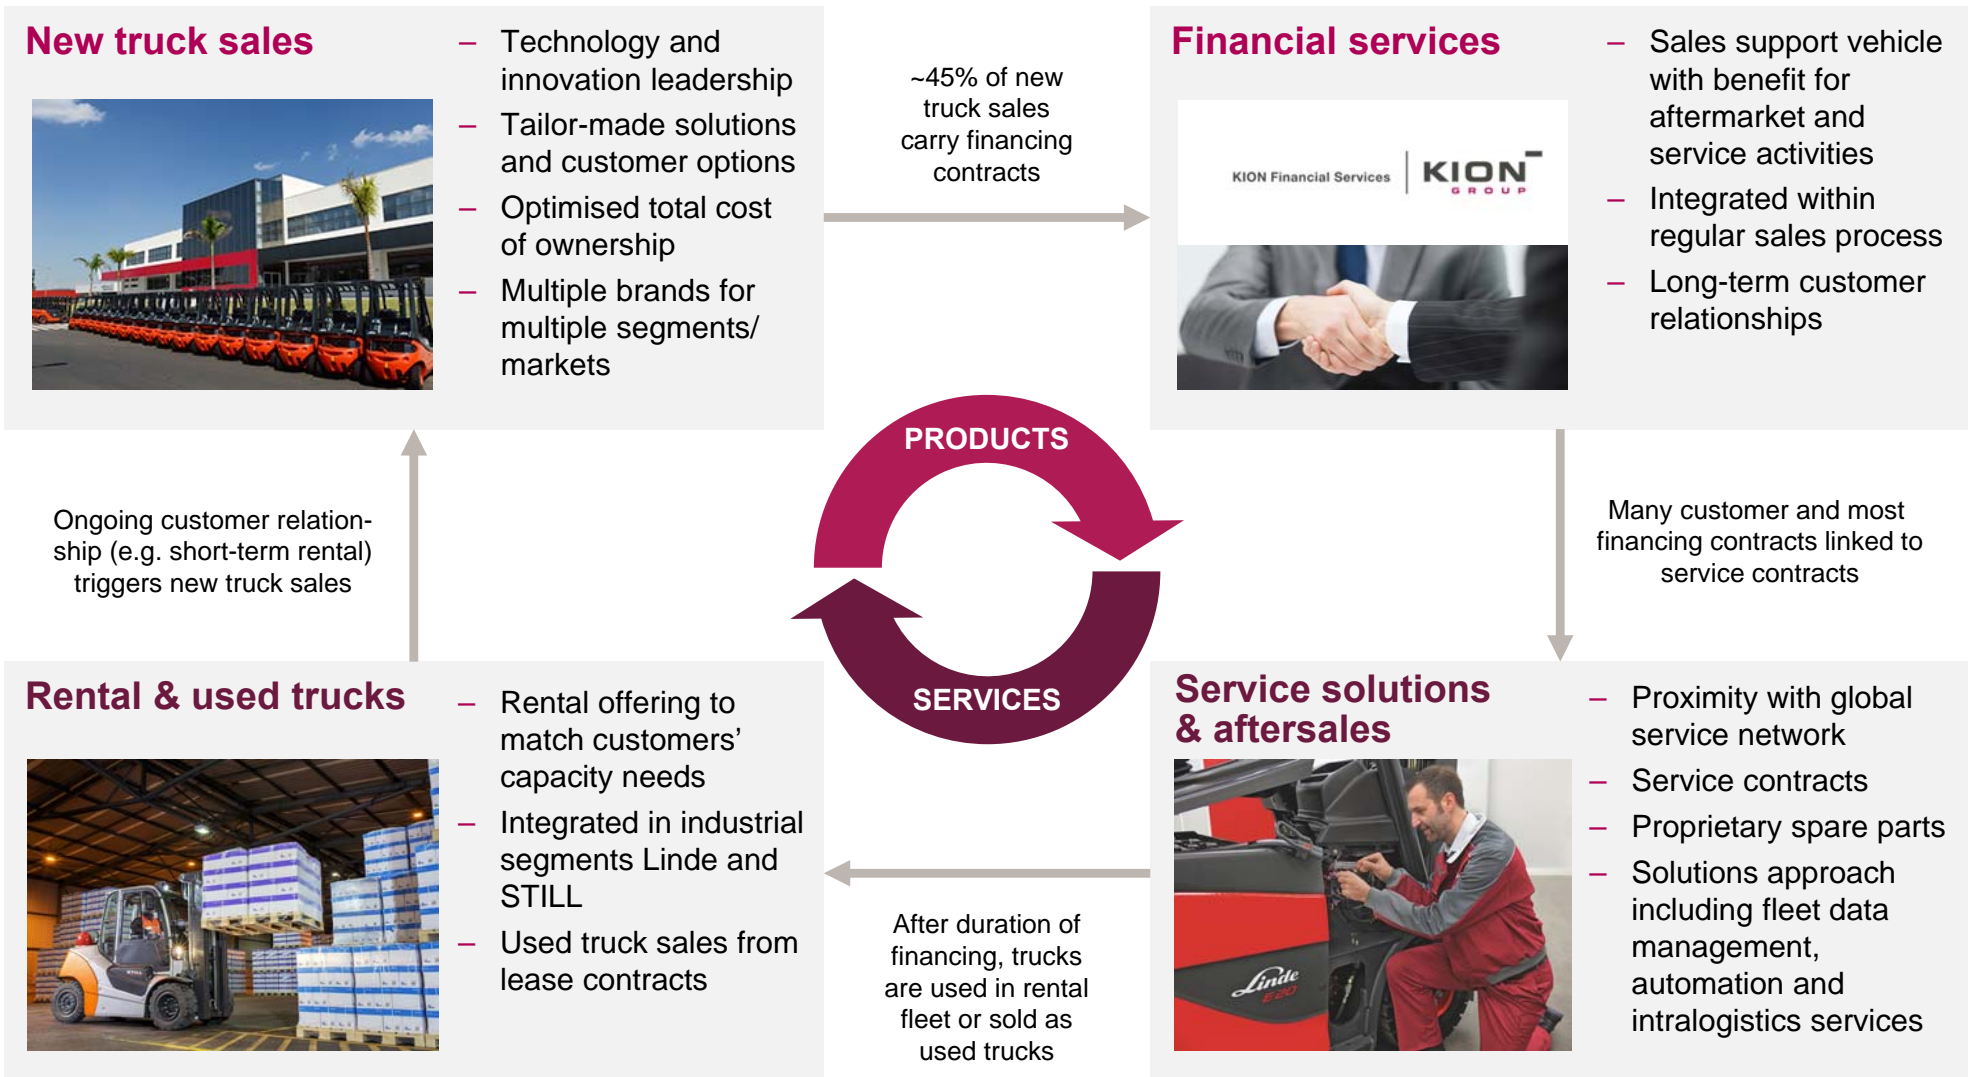 New truck sales
– Technology and
innovation leadership
– Tailor-made solutions
and customer options
– Optimised total cost
of ownership
– Multiple brands for
multiple segments/
markets
~45% of new
truck sales
carry financing
contracts
Financial services
KION Financial Services
KION
GROUP
– Sales support vehicle
with benefit for
aftermarket and
service activities
– Integrated within
regular sales process
– Long-term customer
relationships
PRODUCTS
SERVICES
Ongoing customer relation-
ship (e.g. short-term rental)
triggers new truck sales
Many customer and most
financing contracts linked to
service contracts
Rental & used trucks
STILL
– Rental offering to
match customers’
capacity needs
– Integrated in industrial
segments Linde and
STILL
– Used truck sales from
lease contracts
After duration of
financing, trucks
are used in rental
fleet or sold as
used trucks
Service solutions
& aftersales
Linde
E20
– Proximity with global
service network
– Service contracts
– Proprietary spare parts
– Solutions approach
including fleet data
management,
automation and
intralogistics services